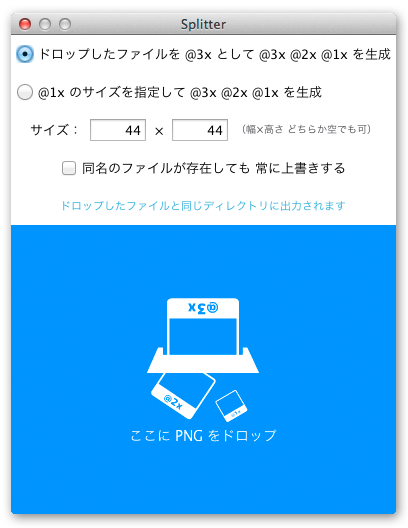 Splitter
ドロップしたファイルを @3x として @3x @2x @1x を生成
@1x のサイズを指定して @3x @2x @1x を生成
サイズ： 44 × 44 （幅×高さ どちらか空でも可）
同名のファイルが存在しても 常に上書きする
ドロップしたファイルと同じディレクトリに出力されます
@3x
@2x
@1x
ここに PNG をドロップ